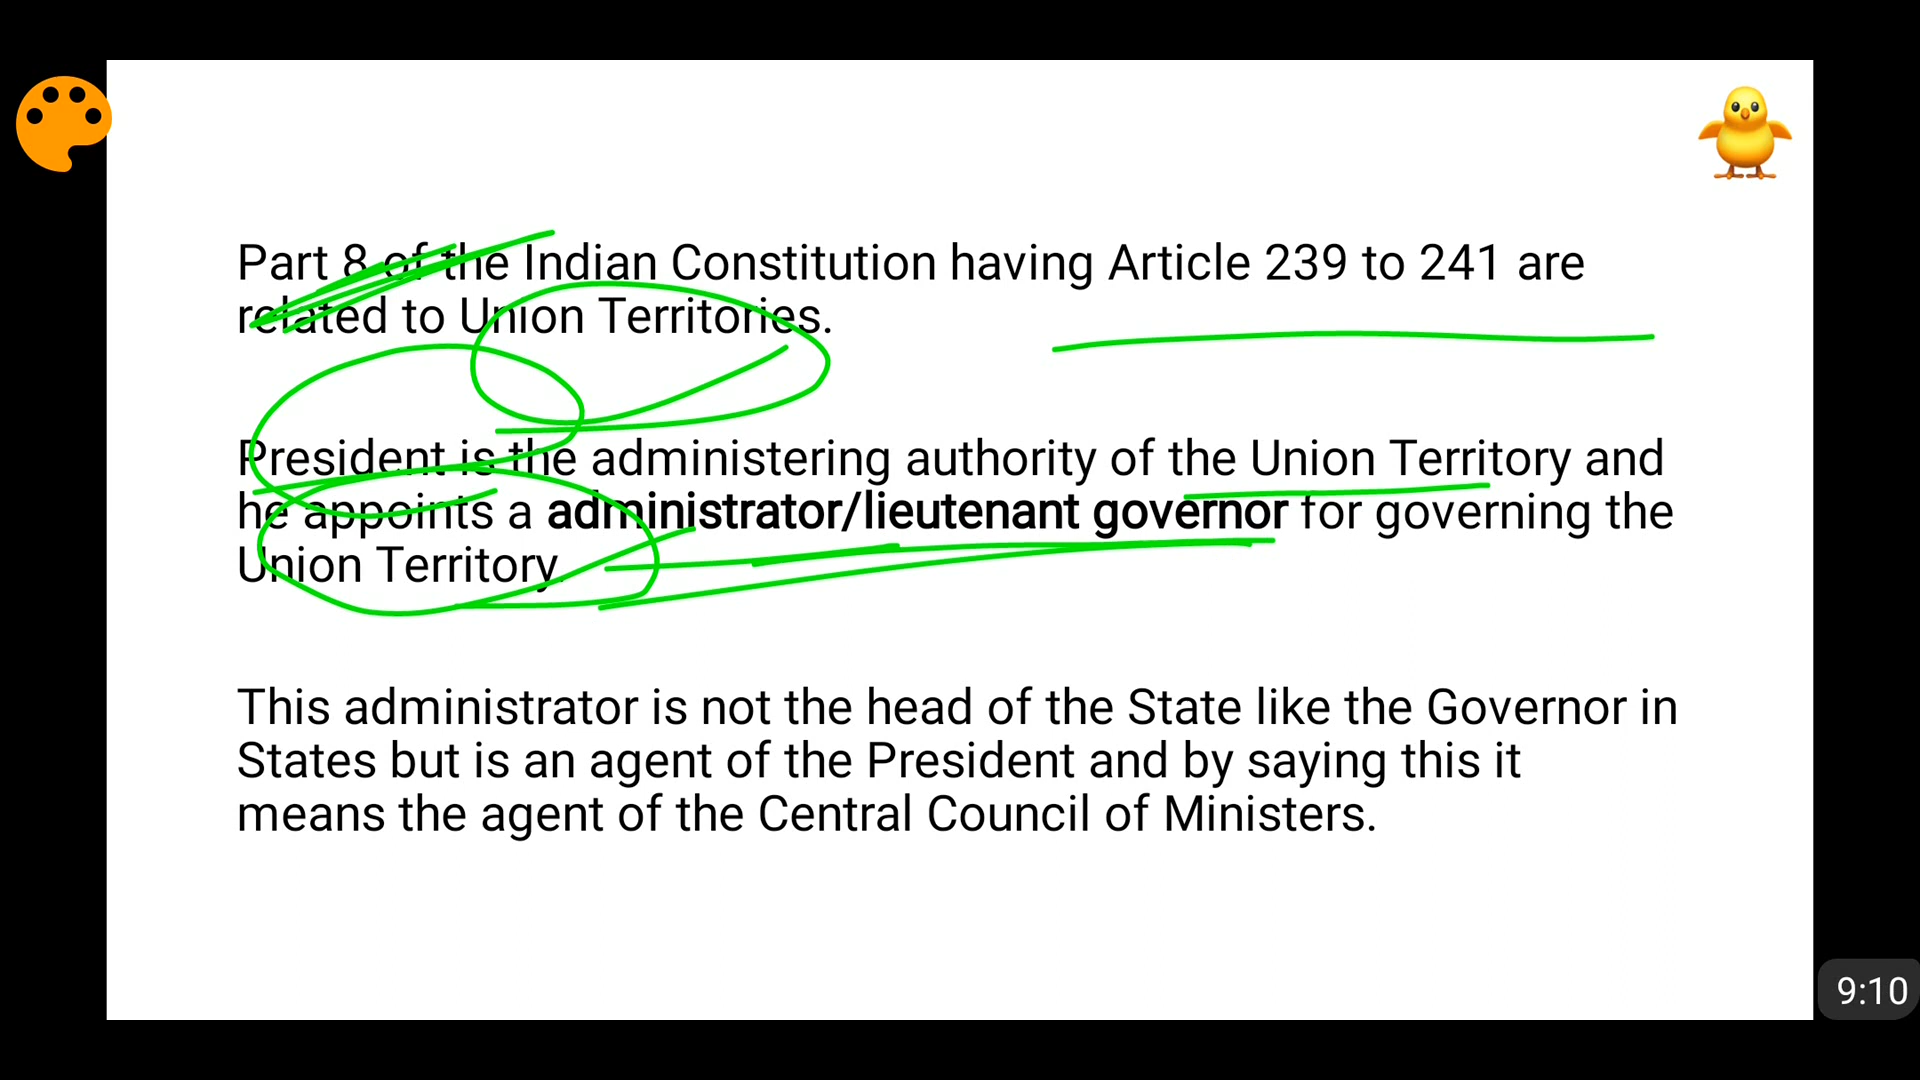 Part 8 of the Indian Constitution having Article 239 to 241 are
related to Union Territories.
President is the administering authority of the Union Territory and
he appoints a administrator/lieutenant governor for governing the
Union Territory.
This administrator is not the head of the State like the Governor in
States but is an agent of the President and by saying this it
means the agent of the Central Council of Ministers.
9:10